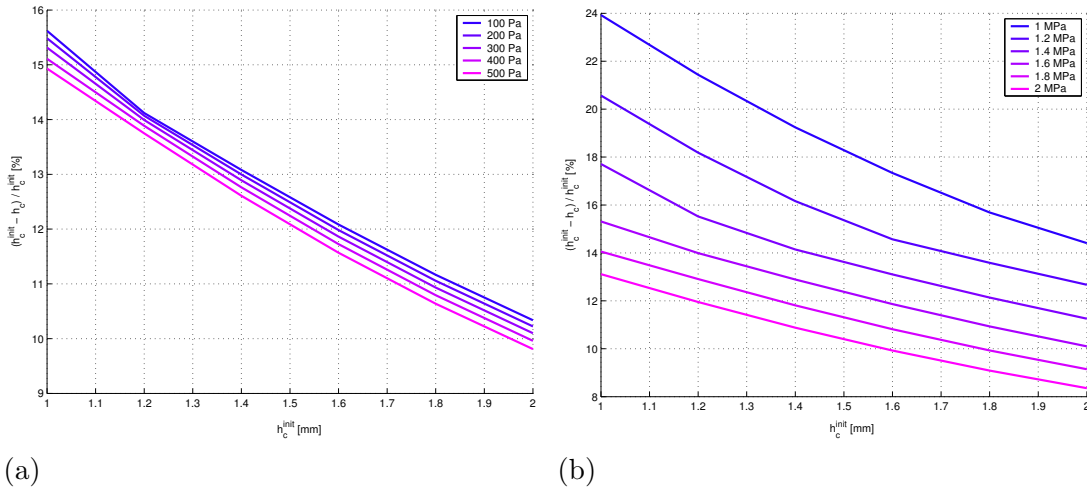 16%
15
14
13
12
11
10
9
(h_c^init – h_c) / h_c^init [%]
1 1.1 1.2 1.3 1.4 1.5 1.6 1.7 1.8 1.9 2
h_c^init [mm]
100 Pa
200 Pa
300 Pa
400 Pa
500 Pa
(a)
24 %
22
20
18
16
14
12
10
8
(h_c^init – h_c) / h_c^init [%]
1 1.1 1.2 1.3 1.4 1.5 1.6 1.7 1.8 1.9 2
h_c^init [mm]
1 MPa
1.2 MPa
1.4 MPa
1.6 MPa
1.8 MPa
2 MPa
(b)